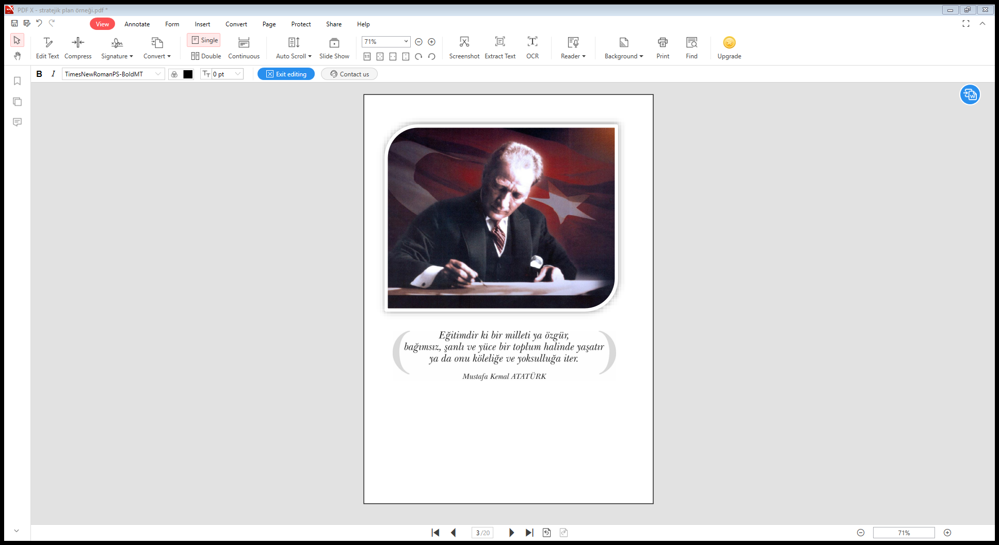 PDF X - stratejik plan örneği.pdf *
View Annotate Form Insert Convert Page Protect Share Help
Single 71%
Edit Text Compress Signature Convert Double Continuous Auto Scroll Slide Show 1:1 Screenshot Extract Text OCR Reader Background Print Find Upgrade
B I TimesNewRomanPS-BoldMT TT 0 pt Exit editing Contact us
W
Eğitimdir ki bir milleti ya özgür,
bağımsız, şanlı ve yüce bir toplum halinde yaşatır
ya da onu köleliğe ve yoksulluğa iter.
Mustafa Kemal ATATÜRK
3 /20 71%